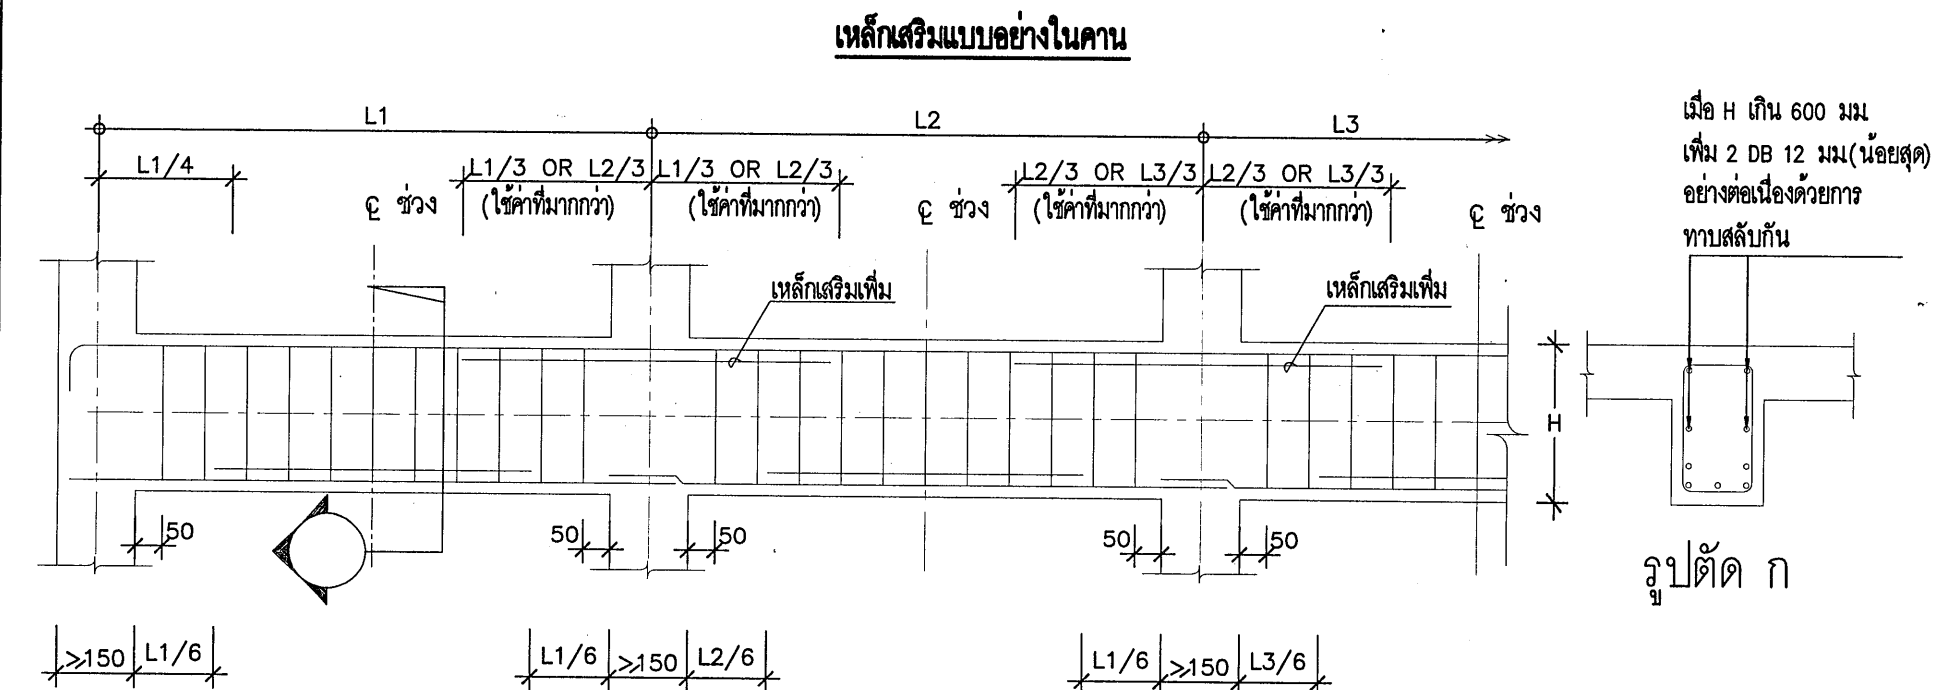 เหล็กเสริมแบบอย่างในคาน
L1
L2
L3
L1/4
L1/3 OR L2/3
L1/3 OR L2/3
L2/3 OR L3/3
L2/3 OR L3/3
℄ ช่วง
(ใช้ค่าที่มากกว่า)
(ใช้ค่าที่มากกว่า)
℄ ช่วง
(ใช้ค่าที่มากกว่า)
(ใช้ค่าที่มากกว่า)
℄ ช่วง
เมื่อ H เกิน 600 มม.
เพิ่ม 2 DB 12 มม(น้อยสุด)
อย่างต่อเนื่องด้วยการ
ทาบสลับกัน
เหล็กเสริมเพิ่ม
เหล็กเสริมเพิ่ม
H
50
50
50
50
50
รูปตัด ก
≥150
L1/6
L1/6
≥150
L2/6
L1/6
≥150
L3/6